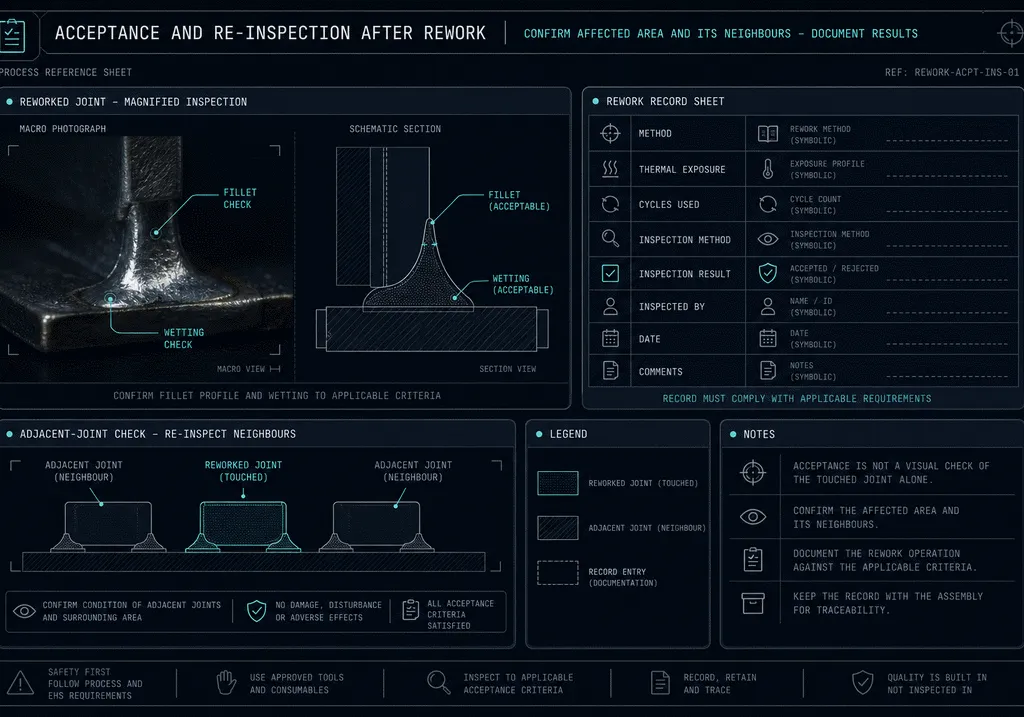 ACCEPTANCE AND RE-INSPECTION AFTER REWORK
CONFIRM AFFECTED AREA AND ITS NEIGHBOURS – DOCUMENT RESULTS
PROCESS REFERENCE SHEET
REF: REWORK-ACPT-INS-01
REWORKED JOINT – MAGNIFIED INSPECTION
MACRO PHOTOGRAPH
FILLET
CHECK
WETTING
CHECK
MACRO VIEW
SCHEMATIC SECTION
FILLET
(ACCEPTABLE)
WETTING
(ACCEPTABLE)
SECTION VIEW
CONFIRM FILLET PROFILE AND WETTING TO APPLICABLE CRITERIA
REWORK RECORD SHEET
METHOD
REWORK METHOD
(SYMBOLIC)
THERMAL EXPOSURE
EXPOSURE PROFILE
(SYMBOLIC)
CYCLES USED
CYCLE COUNT
(SYMBOLIC)
INSPECTION METHOD
INSPECTION METHOD
(SYMBOLIC)
INSPECTION RESULT
ACCEPTED / REJECTED
(SYMBOLIC)
INSPECTED BY
NAME / ID
(SYMBOLIC)
DATE
DATE
(SYMBOLIC)
COMMENTS
NOTES
(SYMBOLIC)
RECORD MUST COMPLY WITH APPLICABLE REQUIREMENTS
ADJACENT-JOINT CHECK – RE-INSPECT NEIGHBOURS
ADJACENT JOINT
(NEIGHBOUR)
REWORKED JOINT
(TOUCHED)
ADJACENT JOINT
(NEIGHBOUR)
CONFIRM CONDITION OF ADJACENT JOINTS
AND SURROUNDING AREA
NO DAMAGE, DISTURBANCE
OR ADVERSE EFFECTS
ALL ACCEPTANCE
CRITERIA
SATISFIED
LEGEND
REWORKED JOINT (TOUCHED)
ADJACENT JOINT (NEIGHBOUR)
RECORD ENTRY
(DOCUMENTATION)
NOTES
ACCEPTANCE IS NOT A VISUAL CHECK OF
THE TOUCHED JOINT ALONE.
CONFIRM THE AFFECTED AREA AND
ITS NEIGHBOURS.
DOCUMENT THE REWORK OPERATION
AGAINST THE APPLICABLE CRITERIA.
KEEP THE RECORD WITH THE ASSEMBLY
FOR TRACEABILITY.
SAFETY FIRST
FOLLOW PROCESS AND
EHS REQUIREMENTS
USE APPROVED TOOLS
AND CONSUMABLES
INSPECT TO APPLICABLE
ACCEPTANCE CRITERIA
RECORD, RETAIN
AND TRACE
QUALITY IS BUILT IN
NOT INSPECTED IN